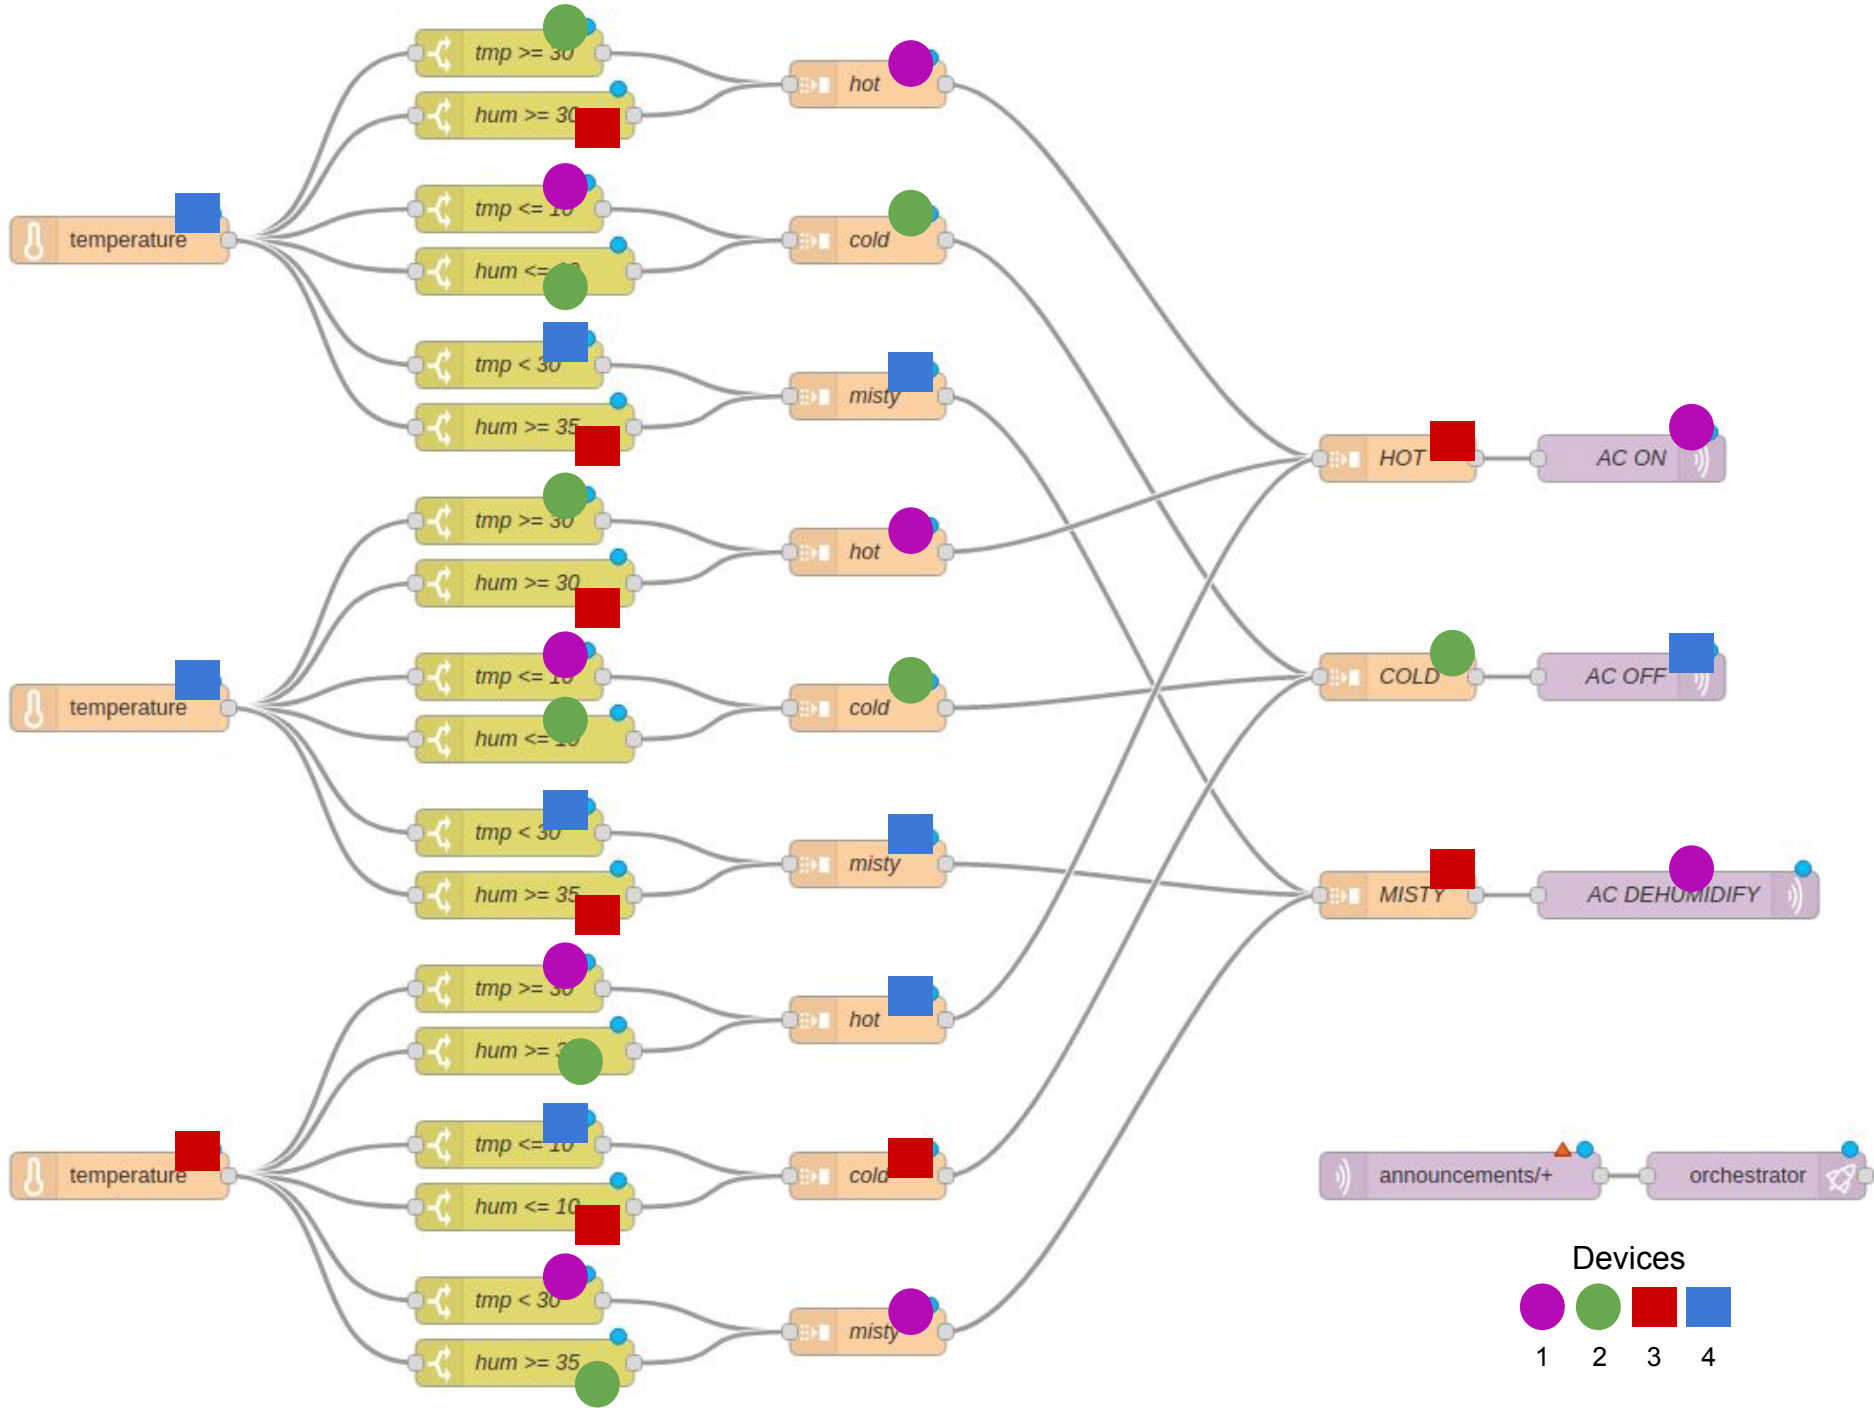 tmp >= 30
hum >= 30
hot
temperature
tmp <= 10
hum <=
cold
tmp < 30
hum >= 35
misty
tmp >= 30
hum >= 30
hot
temperature
tmp <= 10
hum <= 10
cold
tmp < 30
hum >= 35
misty
tmp >= 30
hum >=
hot
temperature
tmp <= 10
hum <= 10
cold
tmp < 30
hum >= 35
misty
HOT
AC ON
COLD
AC OFF
MISTY
AC DEHUMIDIFY
announcements/+
orchestrator
Devices
1 2 3 4